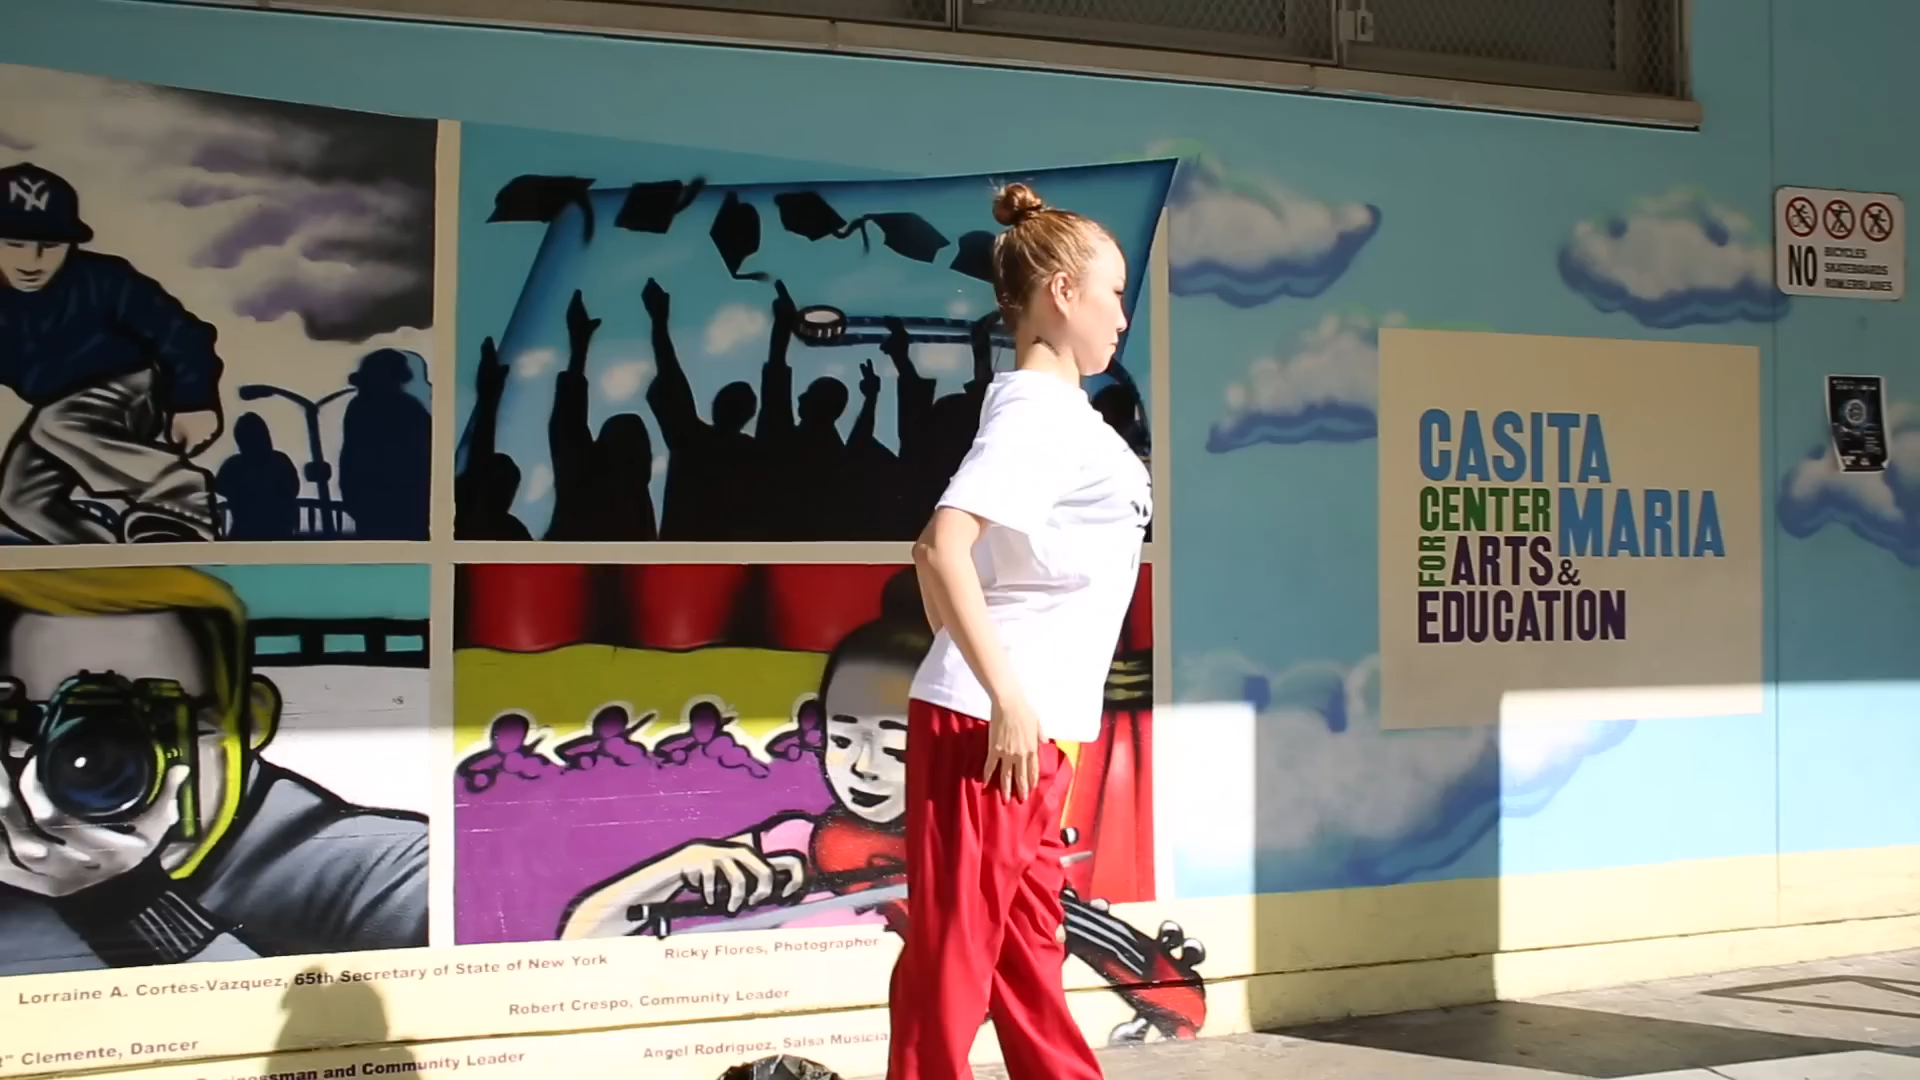 NY
NO
BICYCLES
SKATEBOARDS
ROLLERBLADES
CASITA
MARIA
CENTER
FOR ARTS &
EDUCATION
Ricky Flores, Photographer
Lorraine A. Cortes-Vazquez, 65th Secretary of State of New York
Robert Crespo, Community Leader
Clemente, Dancer
Angel Rodriguez, Salsa
and Community Leader